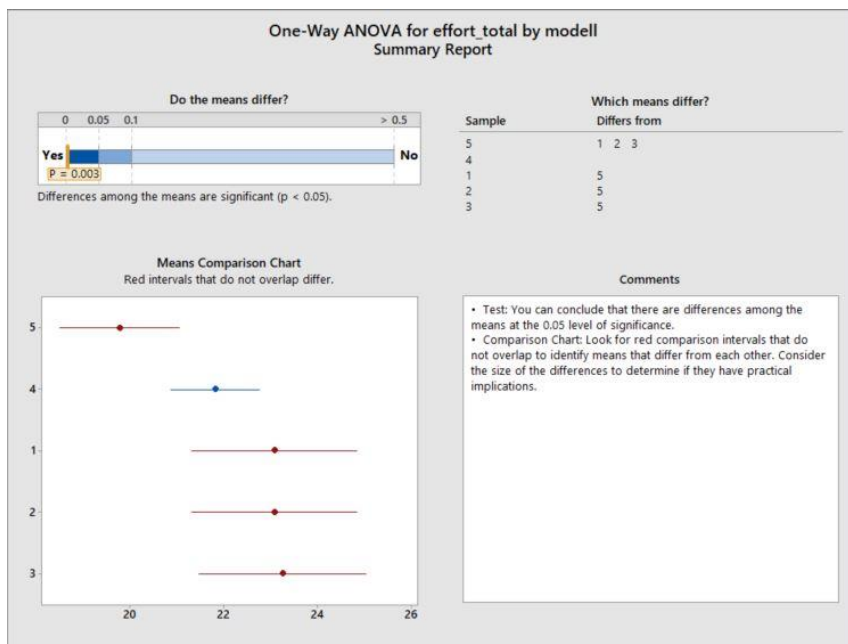 One-Way ANOVA for effort_total by modell
Summary Report
Do the means differ?
0 0.05 0.1 > 0.5
Yes No
P = 0.003
Differences among the means are significant (p < 0.05).
Which means differ?
Sample Differs from
5 1 2 3
4
1 5
2 5
3 5
Means Comparison Chart
Red intervals that do not overlap differ.
5
4
1
2
3
20 22 24 26
Comments
• Test: You can conclude that there are differences among the
means at the 0.05 level of significance.
• Comparison Chart: Look for red comparison intervals that do
not overlap to identify means that differ from each other. Consider
the size of the differences to determine if they have practical
implications.